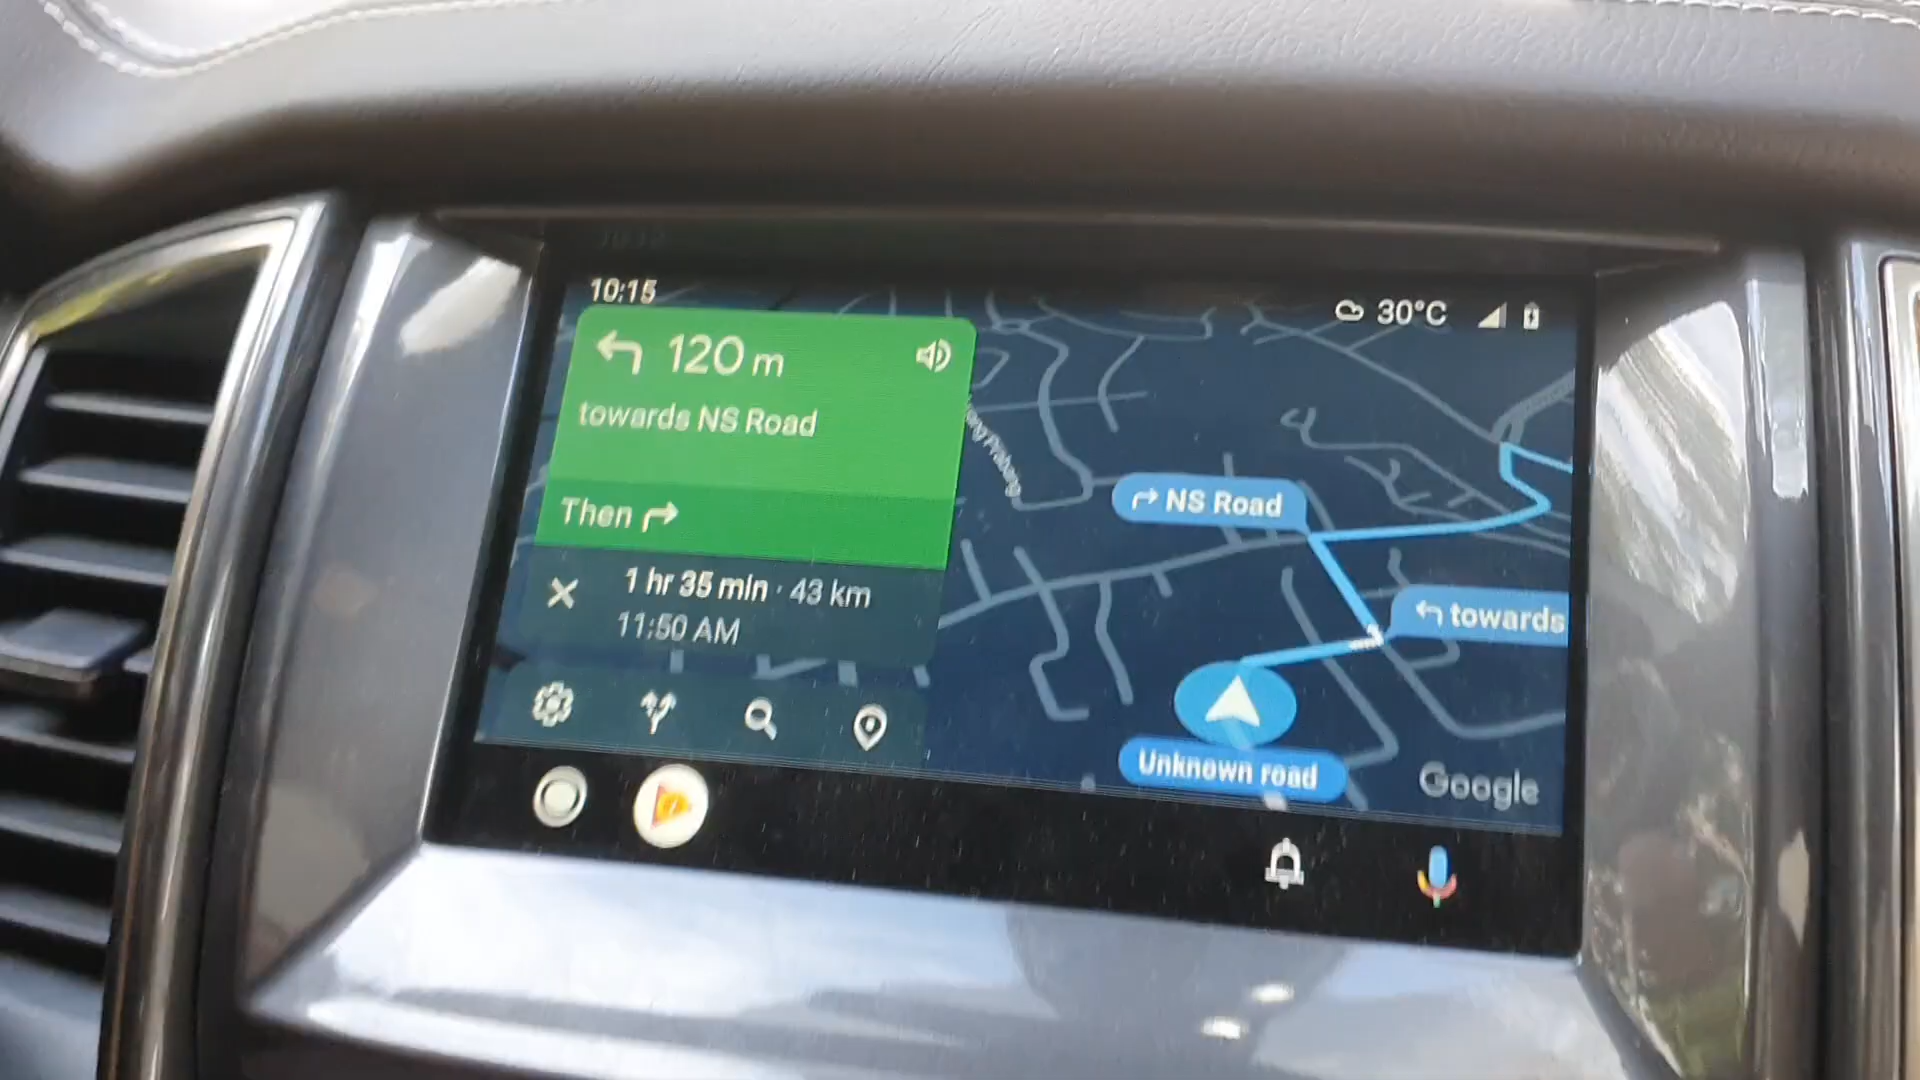 10:15
30°C
120 m
towards NS Road
Then
1 hr 35 min · 43 km
11:50 AM
NS Road
towards
Unknown road
Google